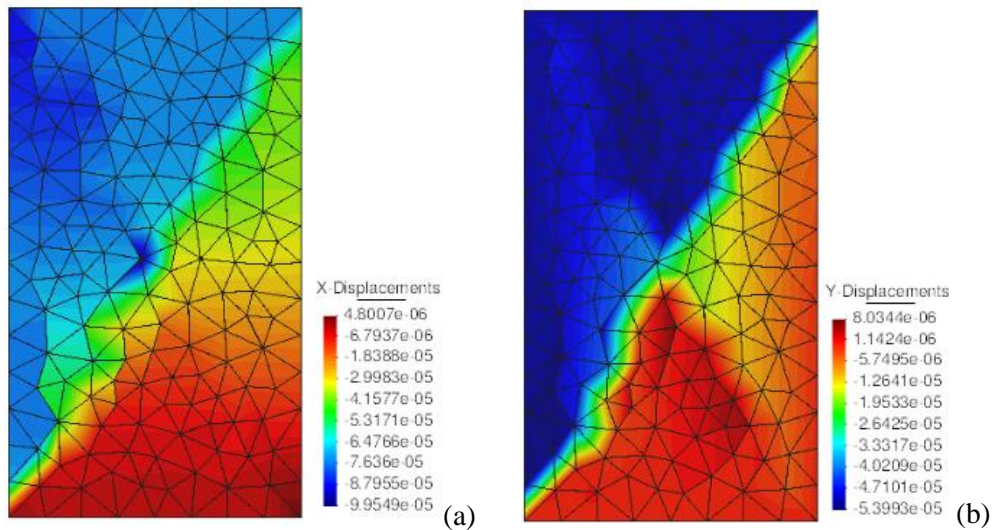 X-Displacements
4.8007e-06
-6.7937e-06
-1.8388e-05
-2.9983e-05
-4.1577e-05
-5.3171e-05
-6.4766e-05
-7.636e-05
-8.7955e-05
-9.9549e-05
(a)
Y-Displacements
8.0344e-06
1.1424e-06
-5.7495e-06
-1.2641e-05
-1.9533e-05
-2.6425e-05
-3.3317e-05
-4.0209e-05
-4.7101e-05
-5.3993e-05
(b)